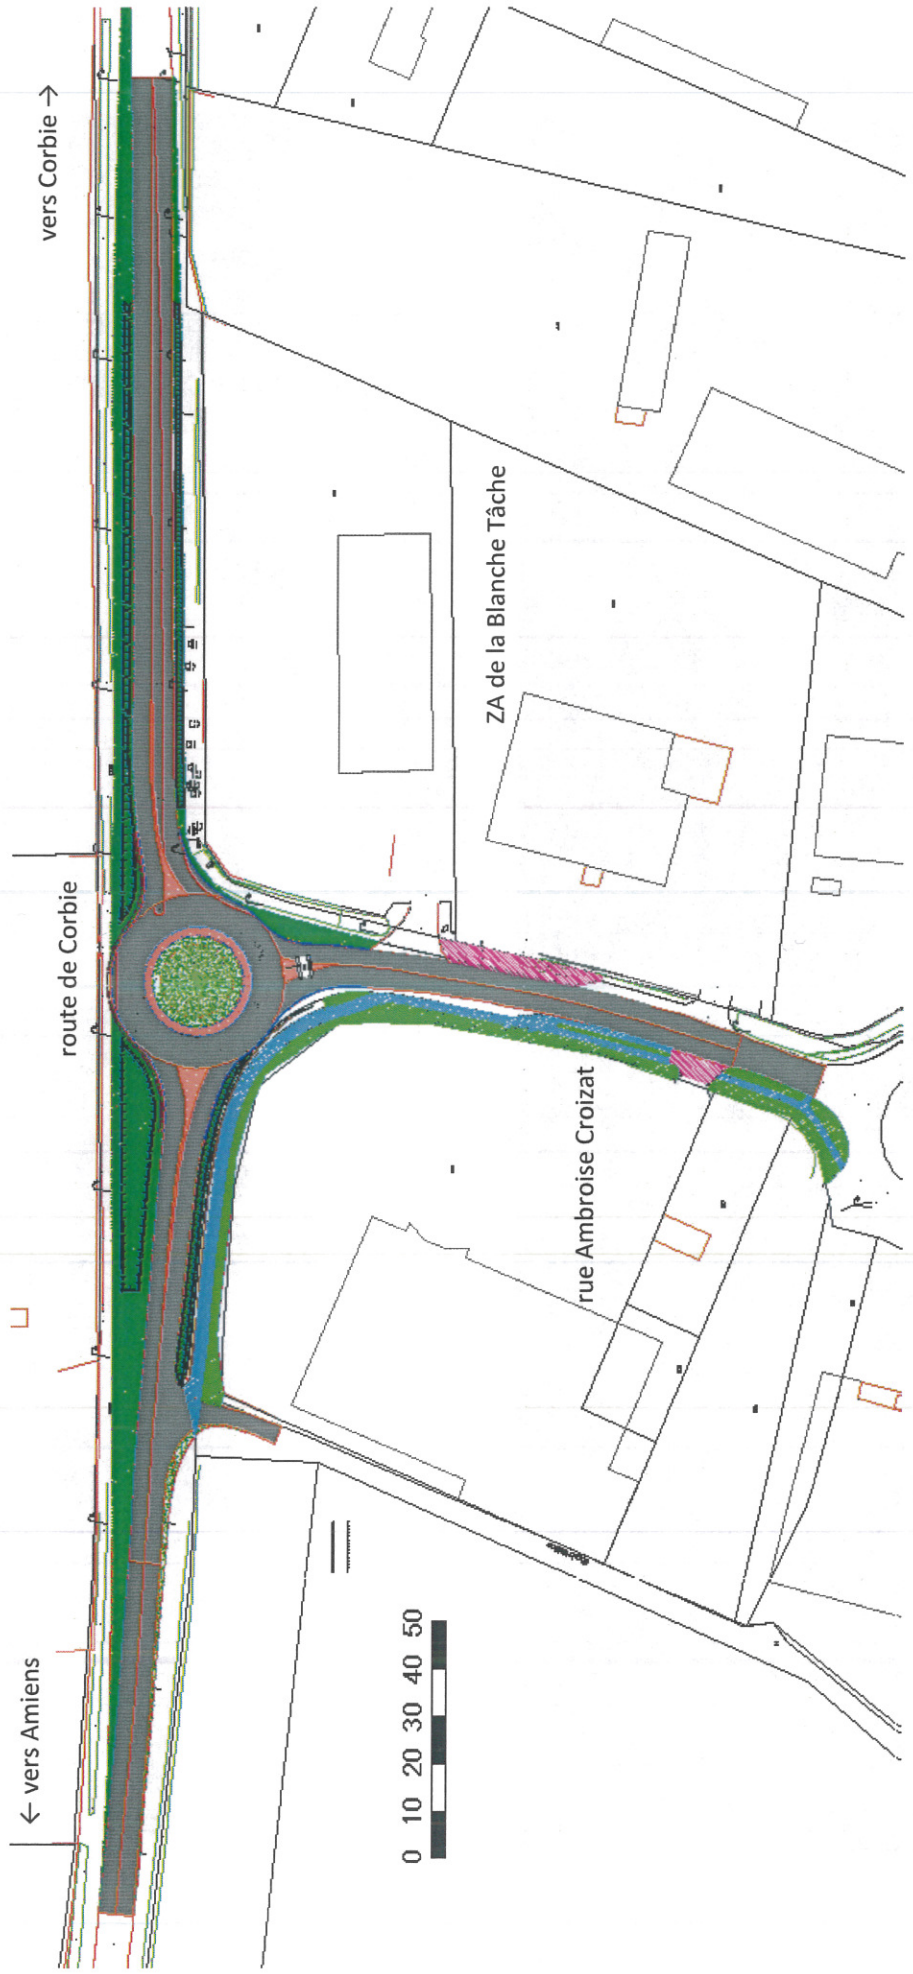 ← vers Amiens
route de Corbie
vers Corbie →
rue Ambroise Croizat
ZA de la Blanche Tâche
0 10 20 30 40 50